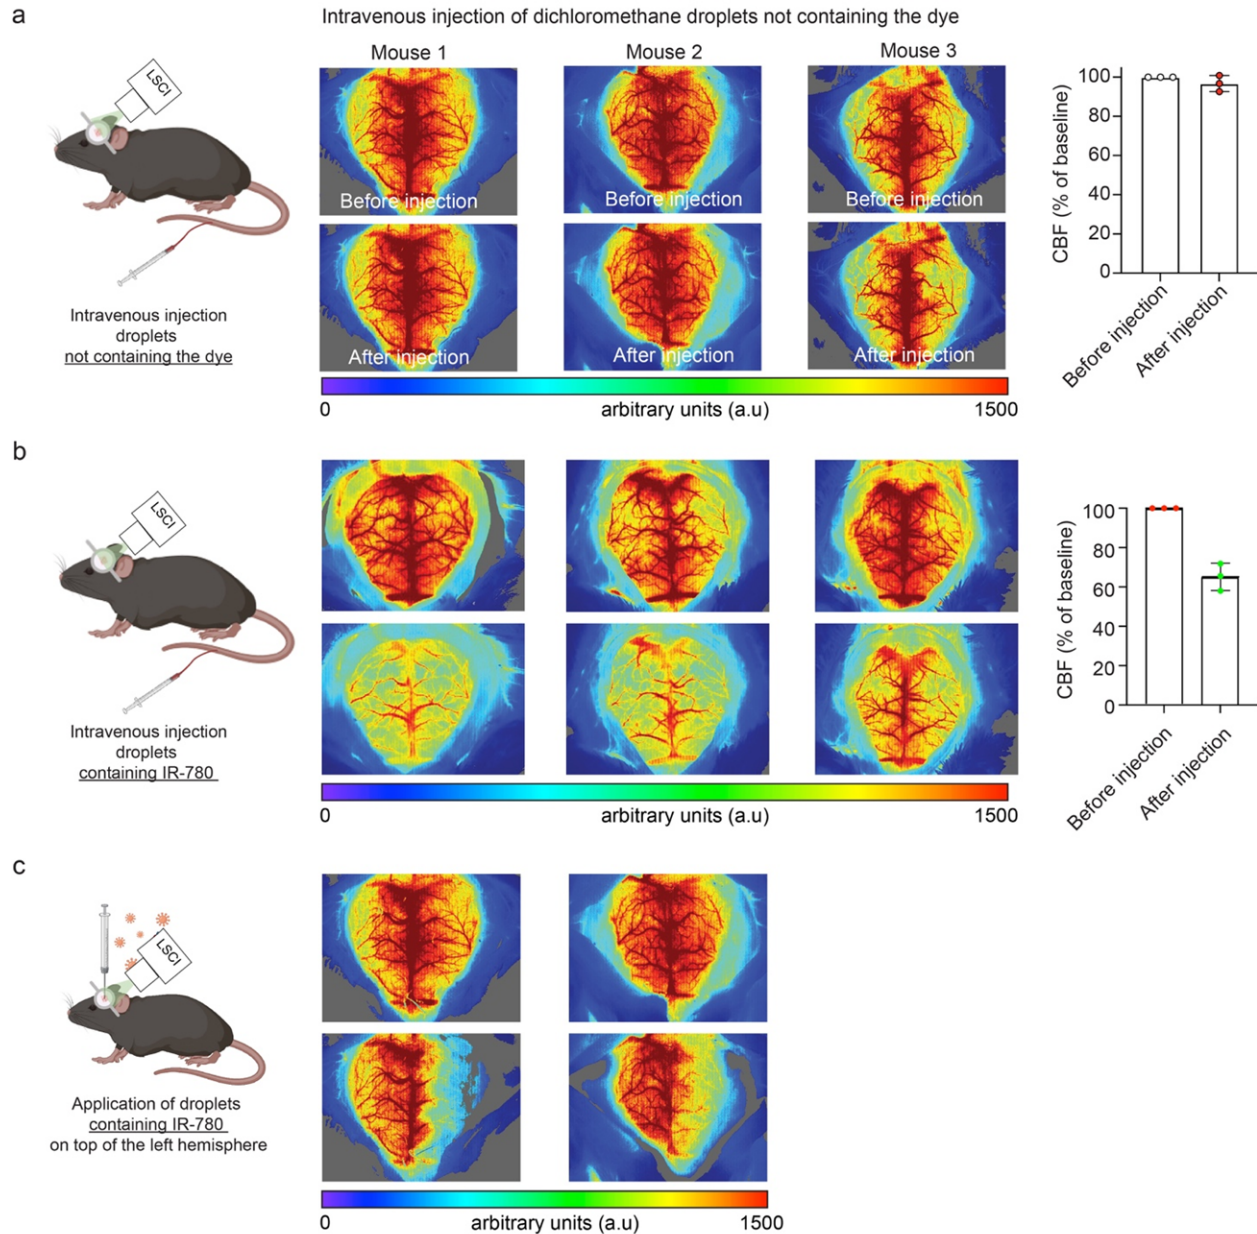 a
Intravenous injection of dichloromethane droplets not containing the dye
Mouse 1
Mouse 2
Mouse 3
LSCI
Before injection
Before injection
Before injection
After injection
After injection
After injection
Intravenous injection
droplets
not containing the dye
0
arbitrary units (a.u)
1500
CBF (% of baseline)
100
80
60
40
20
0
Before injection
After injection
b
LSCI
Intravenous injection
droplets
containing IR-780
0
arbitrary units (a.u)
1500
CBF (% of baseline)
100
80
60
40
20
0
Before injection
After injection
c
LSCI
Application of droplets
containing IR-780
on top of the left hemisphere
0
arbitrary units (a.u)
1500